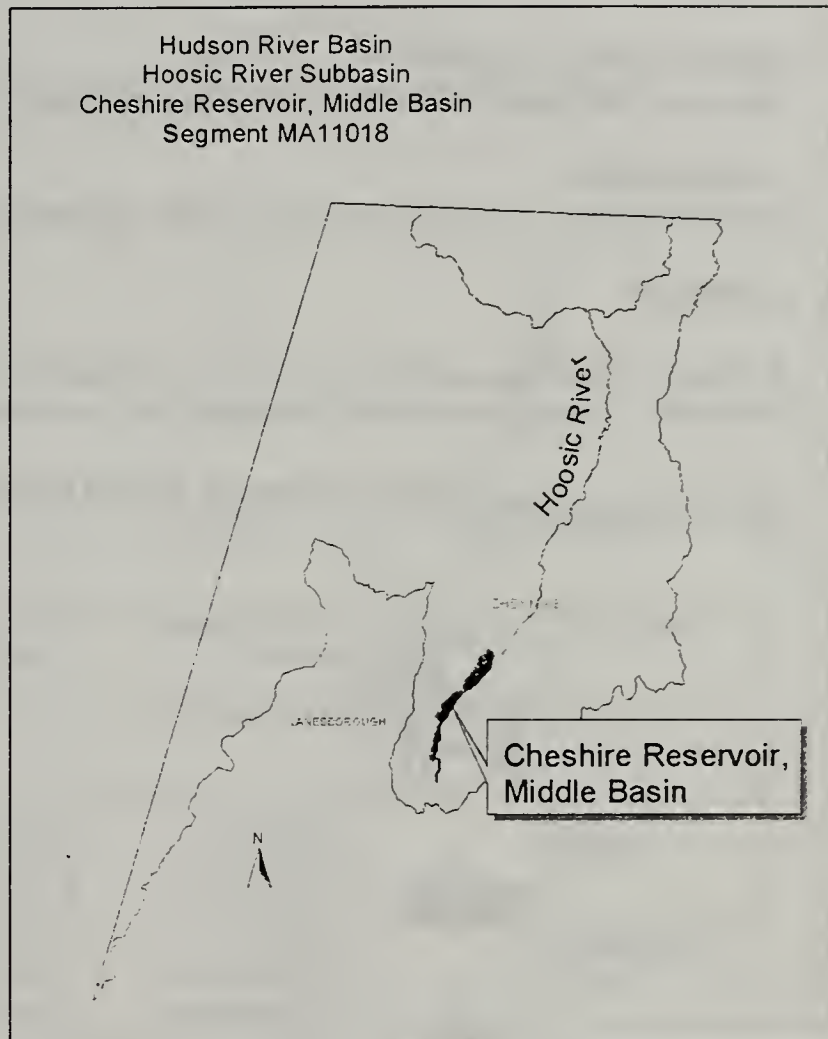 Hudson River Basin
Hoosic River Subbasin
Cheshire Reservoir, Middle Basin
Segment MA11018
Hoosic River
CHESHIRE
LANESBOROUGH
Cheshire Reservoir,
Middle Basin
N